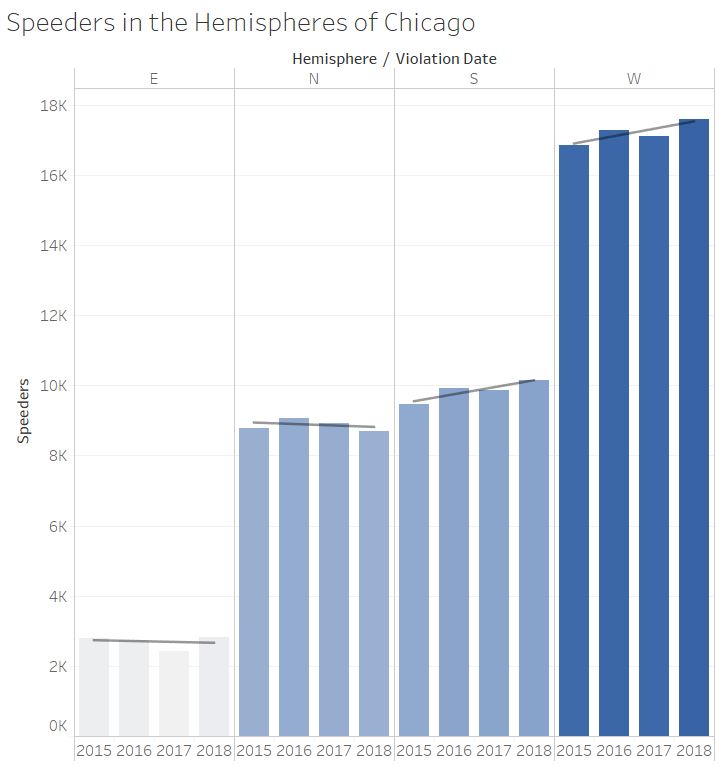 Speeders in the Hemispheres of Chicago
Hemisphere / Violation Date
E N S W
18K
16K
14K
12K
10K
8K
6K
4K
2K
0K
Speeders
2015 2016 2017 2018 2015 2016 2017 2018 2015 2016 2017 2018 2015 2016 2017 2018